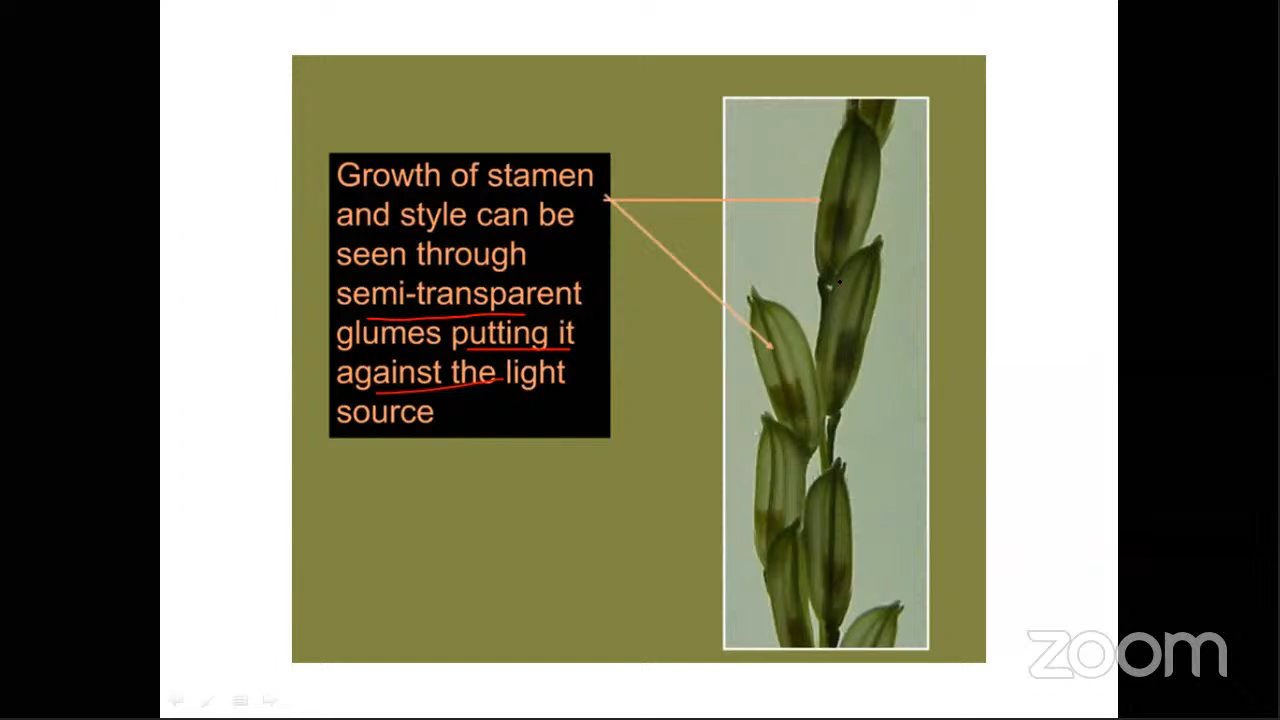 Growth of stamen
and style can be
seen through
semi-transparent
glumes putting it
against the light
source
zoom